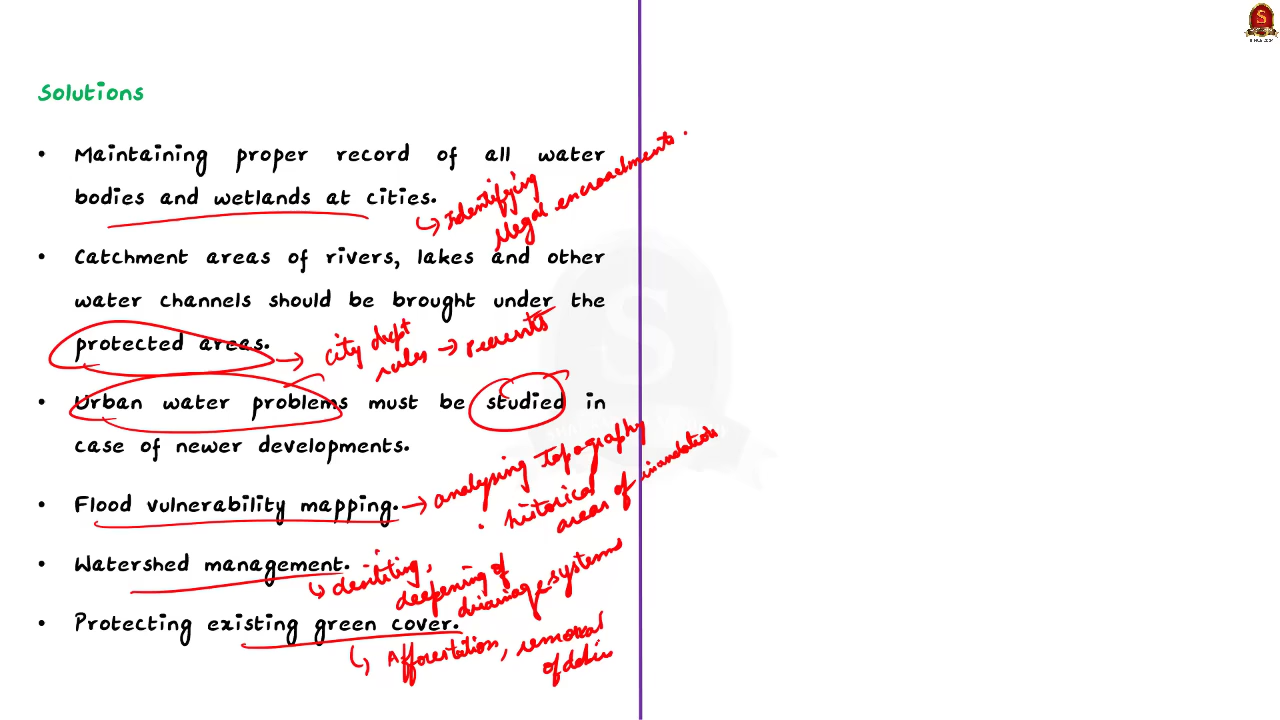 Solutions
• Maintaining proper record of all water
bodies and wetlands at cities.
↳ Identifying
illegal encroachments.
• Catchment areas of rivers, lakes and other
water channels should be brought under the
protected areas.
→ city dept
rules → prevents
• Urban water problems must be studied in
case of newer developments.
• Flood vulnerability mapping.
→ analysing topography
• historical
areas of inundation
• Watershed management.
↳ desilting,
deepening of
drainage systems
• Protecting existing green cover.
↳ Afforestation, removal
of debris
S